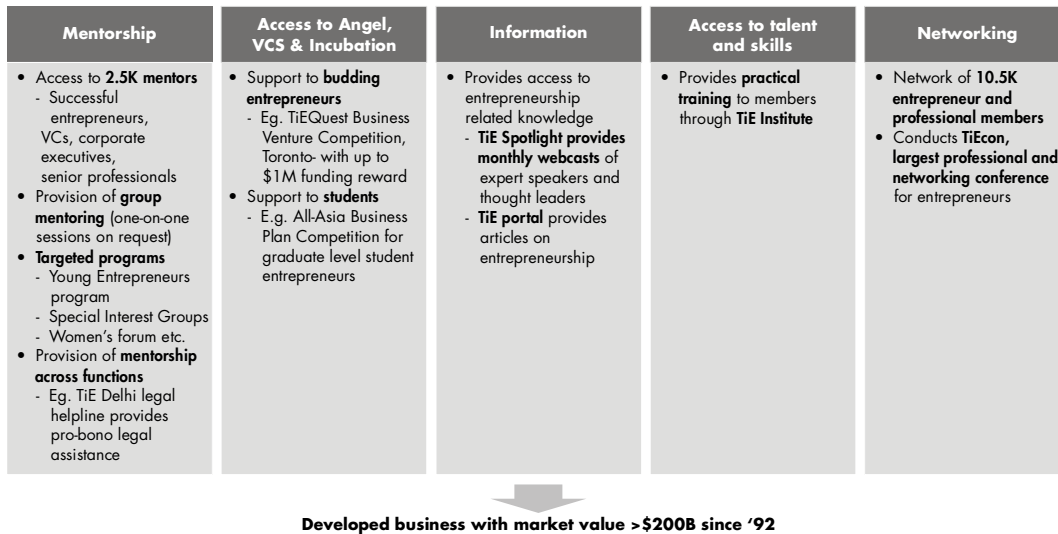 Mentorship
• Access to 2.5K mentors
- Successful
entrepreneurs,
VCs, corporate
executives,
senior professionals
• Provision of group
mentoring (one-on-one
sessions on request)
• Targeted programs
- Young Entrepreneurs
program
- Special Interest Groups
- Women’s forum etc.
• Provision of mentorship
across functions
- Eg. TiE Delhi legal
helpline provides
pro-bono legal
assistance
Access to Angel,
VCS & Incubation
• Support to budding
entrepreneurs
- Eg. TiEQuest Business
Venture Competition,
Toronto- with up to
$1M funding reward
• Support to students
- E.g. All-Asia Business
Plan Competition for
graduate level student
entrepreneurs
Information
• Provides access to
entrepreneurship
related knowledge
- TiE Spotlight provides
monthly webcasts of
expert speakers and
thought leaders
- TiE portal provides
articles on
entrepreneurship
Access to talent
and skills
• Provides practical
training to members
through TiE Institute
Networking
• Network of 10.5K
entrepreneur and
professional members
• Conducts TiEcon,
largest professional and
networking conference
for entrepreneurs
Developed business with market value >$200B since ‘92